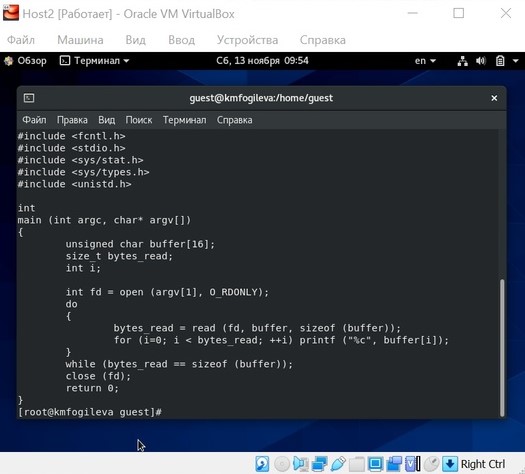 Host2 [Работает] - Oracle VM VirtualBox
Файл Машина Вид Ввод Устройства Справка
Обзор Терминал Сб, 13 ноября 09:54 en
guest@kmfogileva:/home/guest
Файл Правка Вид Поиск Терминал Справка
#include <fcntl.h>
#include <stdio.h>
#include <sys/stat.h>
#include <sys/types.h>
#include <unistd.h>
int
main (int argc, char* argv[])
{
unsigned char buffer[16];
size_t bytes_read;
int i;
int fd = open (argv[1], O_RDONLY);
do
{
bytes_read = read (fd, buffer, sizeof (buffer));
for (i=0; i < bytes_read; ++i) printf ("%c", buffer[i]);
}
while (bytes_read == sizeof (buffer));
close (fd);
return 0;
}
[root@kmfogileva guest]#
Right Ctrl